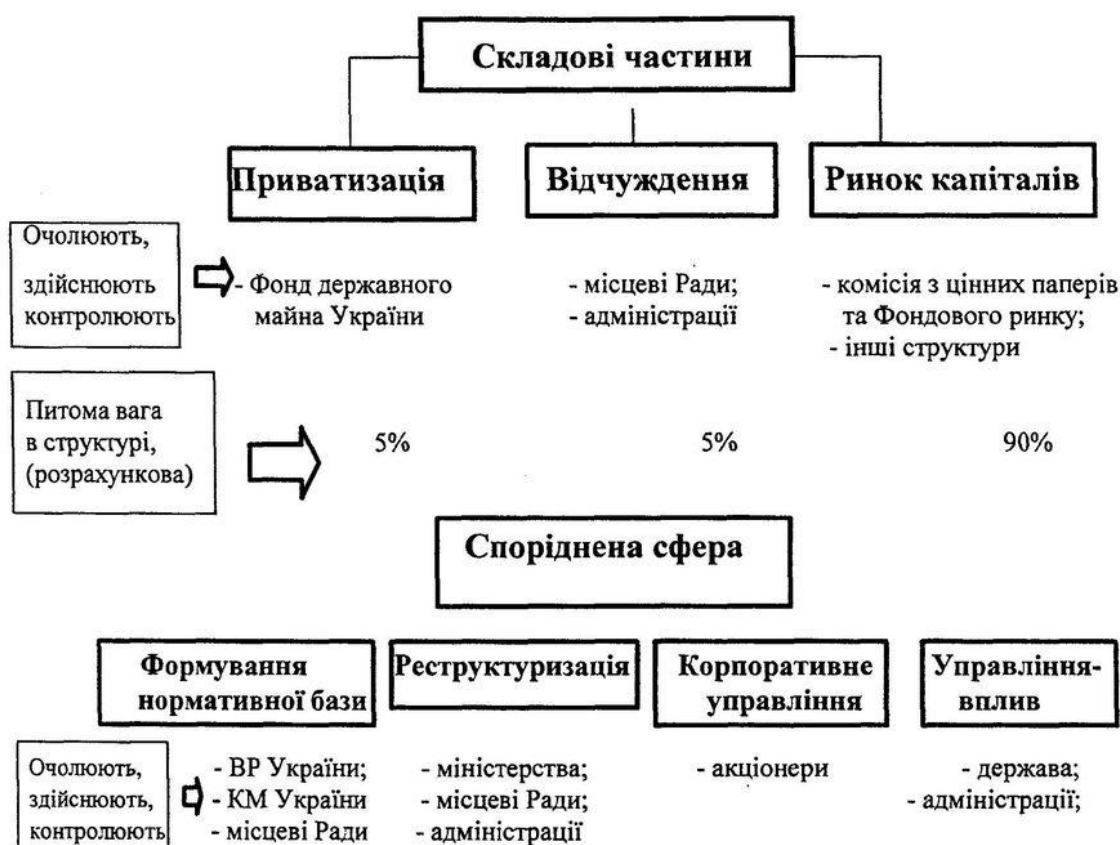 Складові частини
Приватизація
Відчуждення
Ринок капіталів
Очолюють,
здійснюють
контролюють
- Фонд державного
майна України
- місцеві Ради;
- адміністрації
- комісія з цінних паперів
та Фондового ринку;
- інші структури
Питома вага
в структурі,
(розрахункова)
5%
5%
90%
Споріднена сфера
Формування
нормативної бази
Реструктуризація
Корпоративне
управління
Управління-
вплив
Очолюють,
здійснюють,
контролюють
- ВР України;
- КМ України
- місцеві Ради
- міністерства;
- місцеві Ради;
- адміністрації
- акціонери
- держава;
- адміністрації;